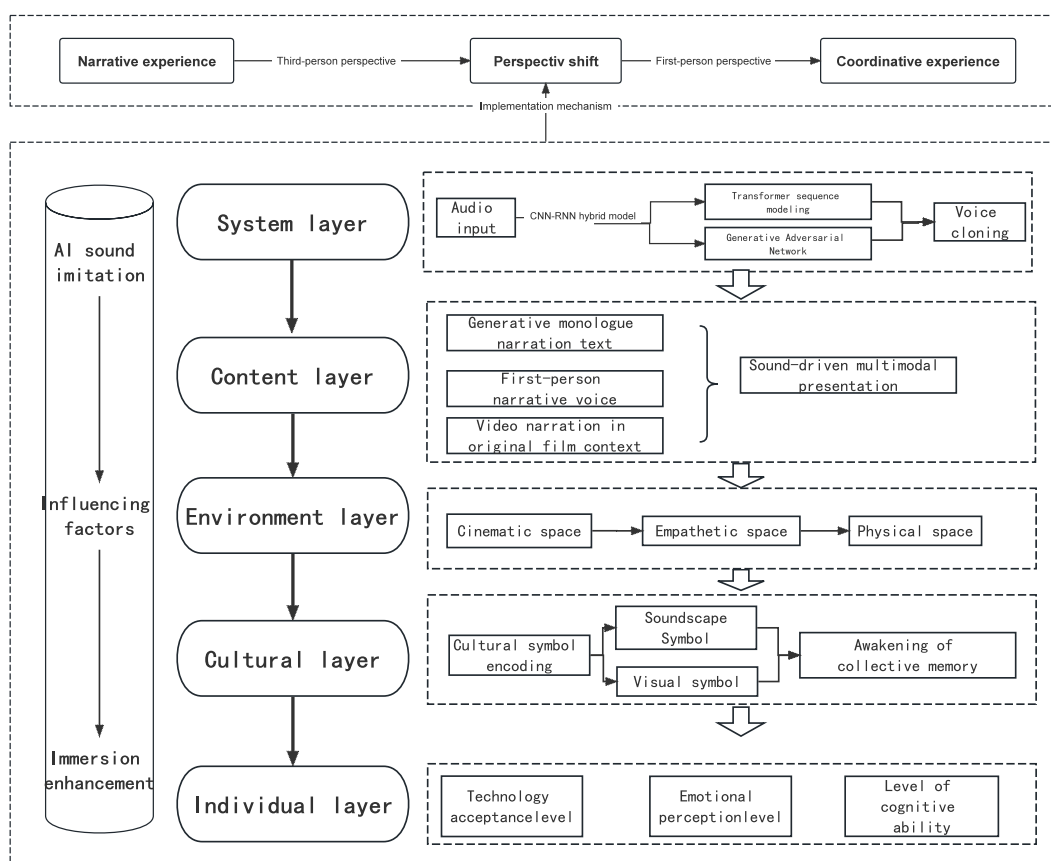 Narrative experience
Third-person perspective
Perspectiv shift
First-person perspective
Coordinative experience
Implementation mechanism
AI sound
imitation
Influencing
factors
Immersion
enhancement
System layer
Content layer
Environment layer
Cultural layer
Individual layer
Audio
input
CNN-RNN hybrid model
Transformer sequence
modeling
Generative Adversarial
Network
Voice
cloning
Generative monologue
narration text
First-person
narrative voice
Video narration in
original film context
Sound-driven multimodal
presentation
Cinematic space
Empathetic space
Physical space
Cultural symbol
encoding
Soundscape
Symbol
Visual symbol
Awakening of
collective memory
Technology
acceptancelevel
Emotional
perceptionlevel
Level of
cognitive
ability